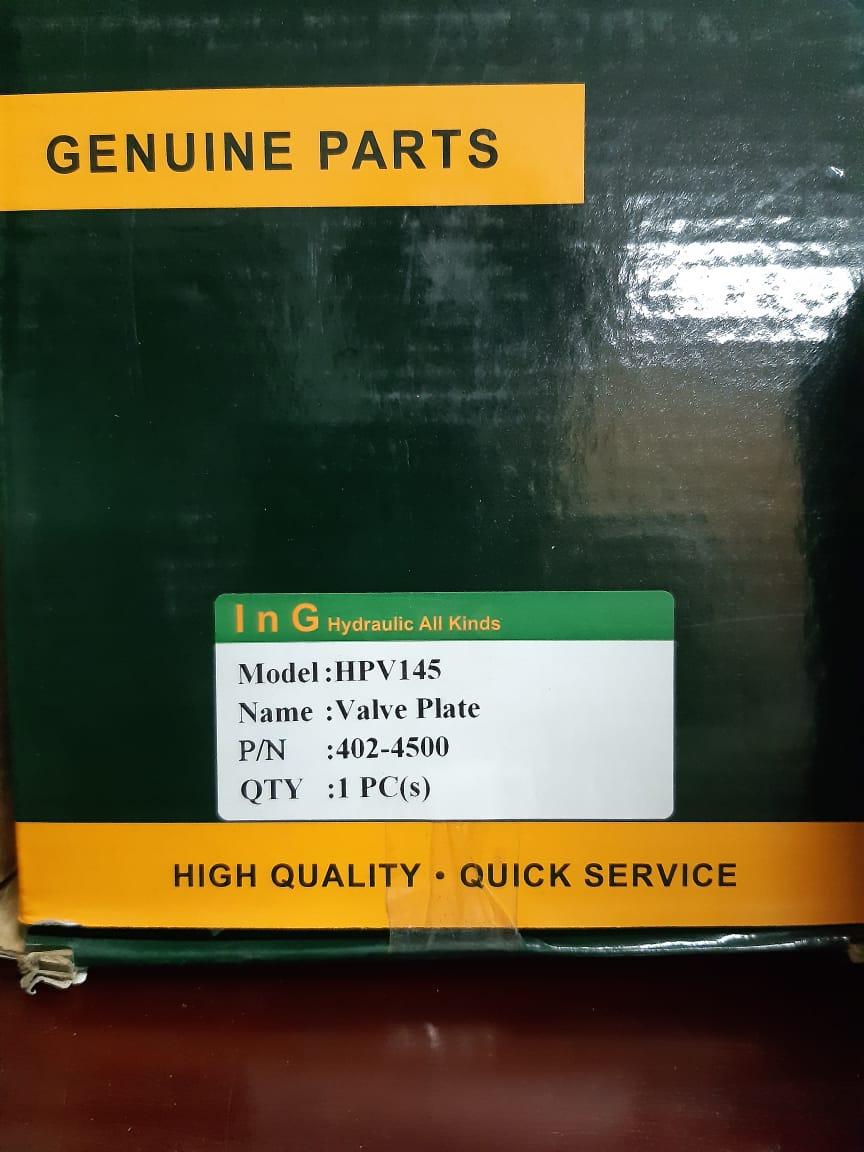 GENUINE PARTS
I n G Hydraulic All Kinds
Model :HPV145
Name :Valve Plate
P/N :402-4500
QTY :1 PC(s)
HIGH QUALITY • QUICK SERVICE